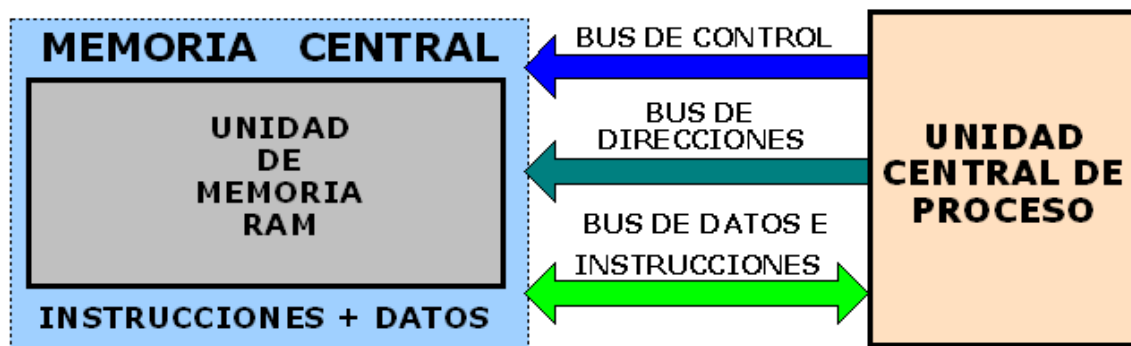 MEMORIA CENTRAL
UNIDAD
DE
MEMORIA
RAM
INSTRUCCIONES + DATOS
BUS DE CONTROL
BUS DE
DIRECCIONES
BUS DE DATOS E
INSTRUCCIONES
UNIDAD
CENTRAL DE
PROCESO